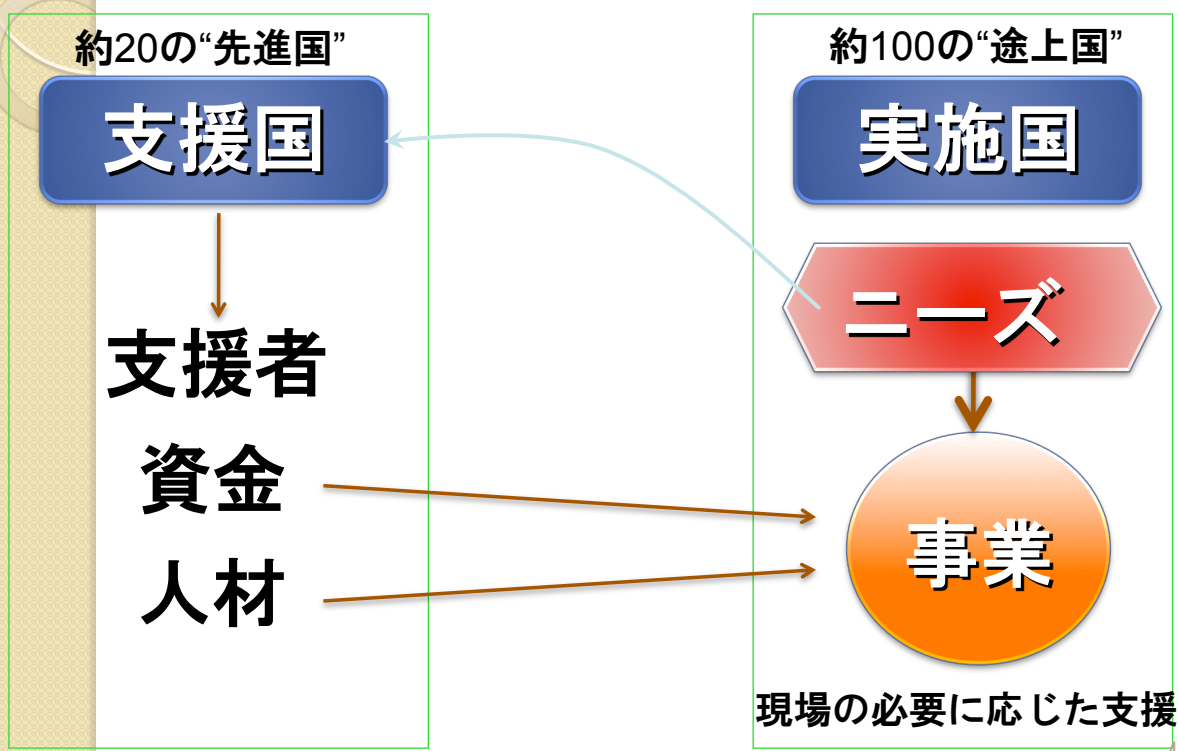 約20の“先進国”
支援国
支援者
資金
人材
約100の“途上国”
実施国
ニーズ
事業
現場の必要に応じた支援